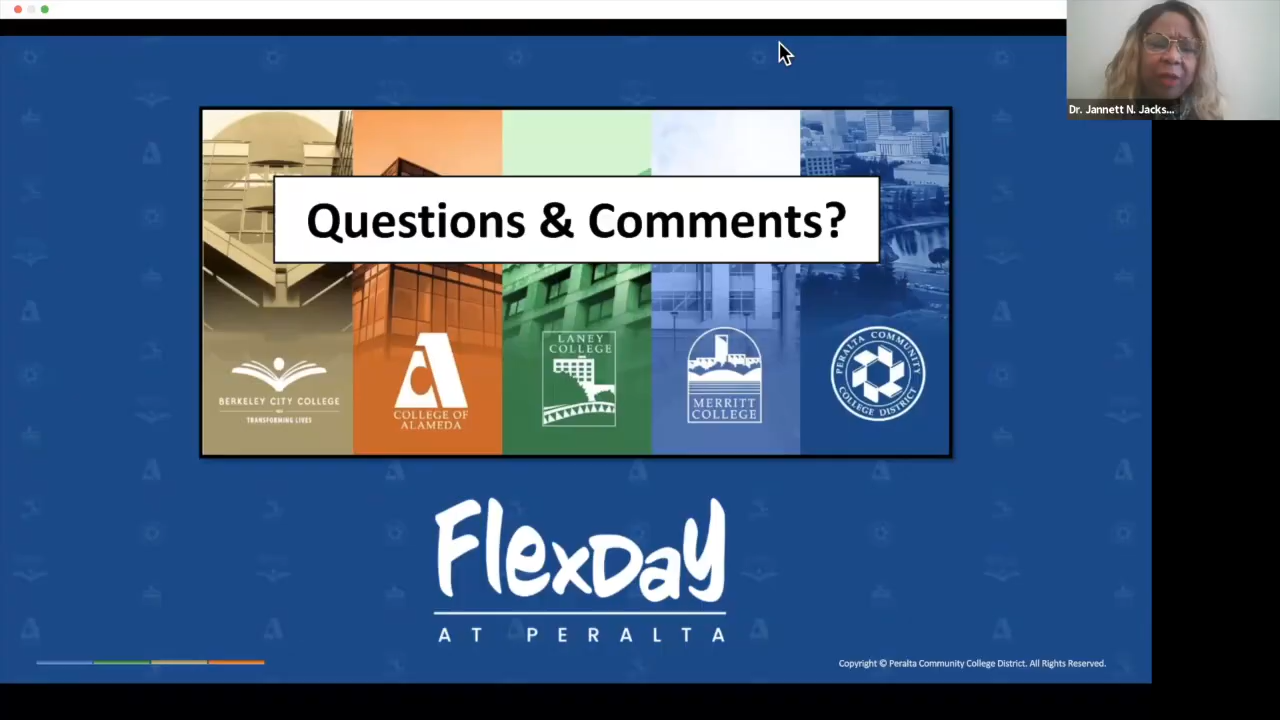 Dr. Jannett N. Jacks...
Questions & Comments?
BERKELEY CITY COLLEGE
TRANSFORMING LIVES
COLLEGE OF
ALAMEDA
LANEY
COLLEGE
MERRITT
COLLEGE
PERALTA COMMUNITY
COLLEGE DISTRICT
FlexDay
AT PERALTA
Copyright © Peralta Community College District. All Rights Reserved.